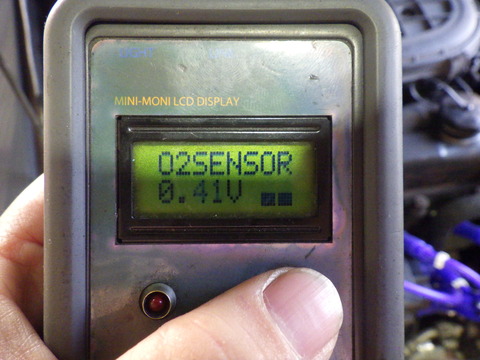 MINI-MONI LCD DISPLAY
O2SENSOR
0.41V